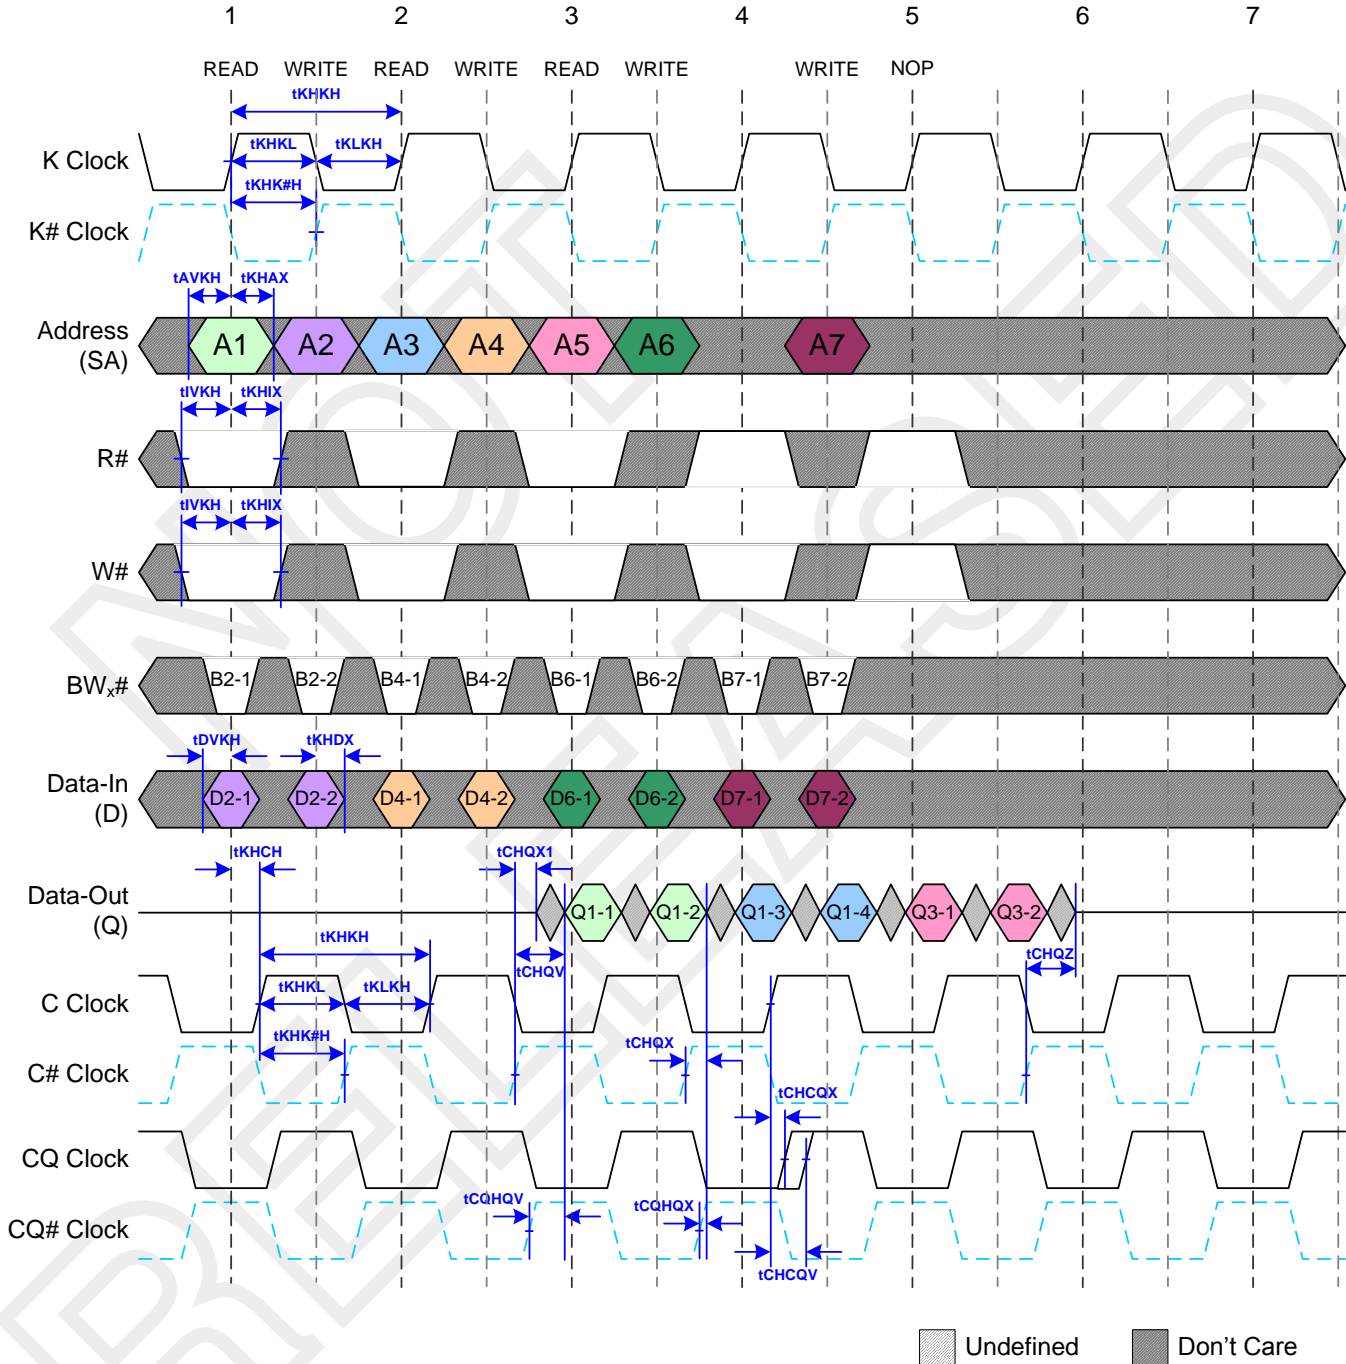 1 2 3 4 5 6 7
READ WRITE READ WRITE READ WRITE WRITE NOP
tKHKH
K Clock
tKHKL tKLKH
tKHK#H
K# Clock
tAVKH tKHAX
Address
(SA)
A1 A2 A3 A4 A5 A6 A7
tIVKH tKHIX
R#
tIVKH tKHIX
W#
BWx#
B2-1 B2-2 B4-1 B4-2 B6-1 B6-2 B7-1 B7-2
tDVKH tKHDX
Data-In
(D)
D2-1 D2-2 D4-1 D4-2 D6-1 D6-2 D7-1 D7-2
tKHCH tCHQX1
Data-Out
(Q)
Q1-1 Q1-2 Q1-3 Q1-4 Q3-1 Q3-2
tKHKH tCHQV tCHQZ
C Clock
tKHKL tKLKH
tKHK#H tCHQX
C# Clock
tCHCQX
CQ Clock
tCQHQV tCQHQX
CQ# Clock
tCHCQV
Undefined Don't Care
NOT
RELEASED